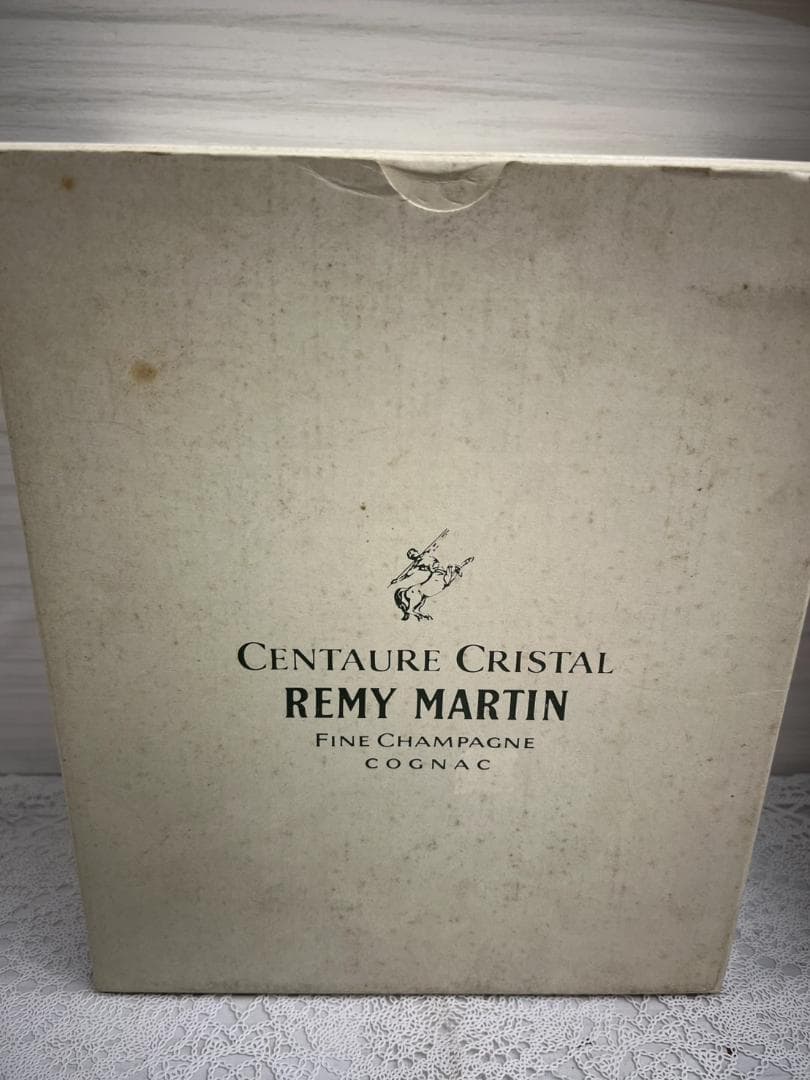 CENTAURE CRISTAL
REMY MARTIN
FINE CHAMPAGNE
COGNAC